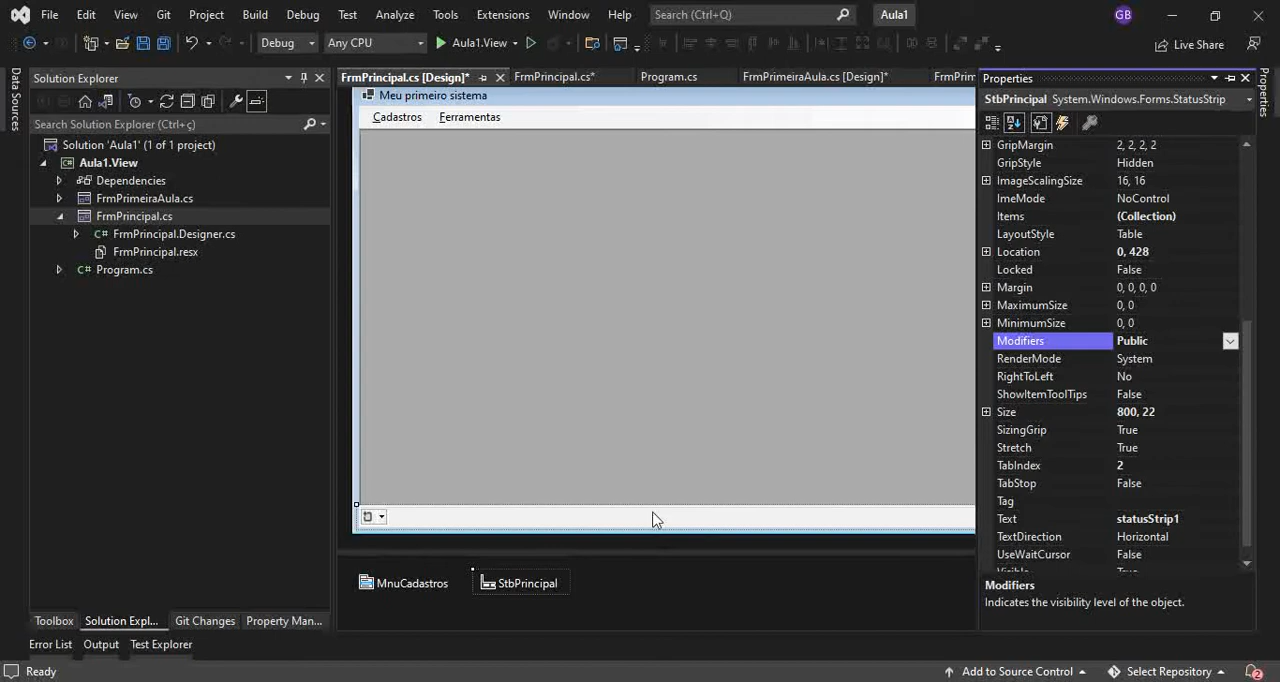 File Edit View Git Project Build Debug Test Analyze Tools Extensions Window Help Search (Ctrl+Q) Aula1 GB
Debug Any CPU Aula1.View Live Share
Data Sources
Solution Explorer
Search Solution Explorer (Ctrl+ç)
Solution 'Aula1' (1 of 1 project)
Aula1.View
Dependencies
FrmPrimeiraAula.cs
FrmPrincipal.cs
FrmPrincipal.Designer.cs
FrmPrincipal.resx
Program.cs
Toolbox Solution Expl... Git Changes Property Man...
FrmPrincipal.cs [Design]* FrmPrincipal.cs* Program.cs FrmPrimeiraAula.cs [Design]* FrmPrim
Meu primeiro sistema
Cadastros Ferramentas
MnuCadastros StbPrincipal
Properties
StbPrincipal System.Windows.Forms.StatusStrip
GripMargin 2, 2, 2, 2
GripStyle Hidden
ImageScalingSize 16, 16
ImeMode NoControl
Items (Collection)
LayoutStyle Table
Location 0, 428
Locked False
Margin 0, 0, 0, 0
MaximumSize 0, 0
MinimumSize 0, 0
Modifiers Public
RenderMode System
RightToLeft No
ShowItemToolTips False
Size 800, 22
SizingGrip True
Stretch True
TabIndex 2
TabStop False
Tag
Text statusStrip1
TextDirection Horizontal
UseWaitCursor False
Modifiers
Indicates the visibility level of the object.
Properties
Error List Output Test Explorer
Ready Add to Source Control Select Repository 2